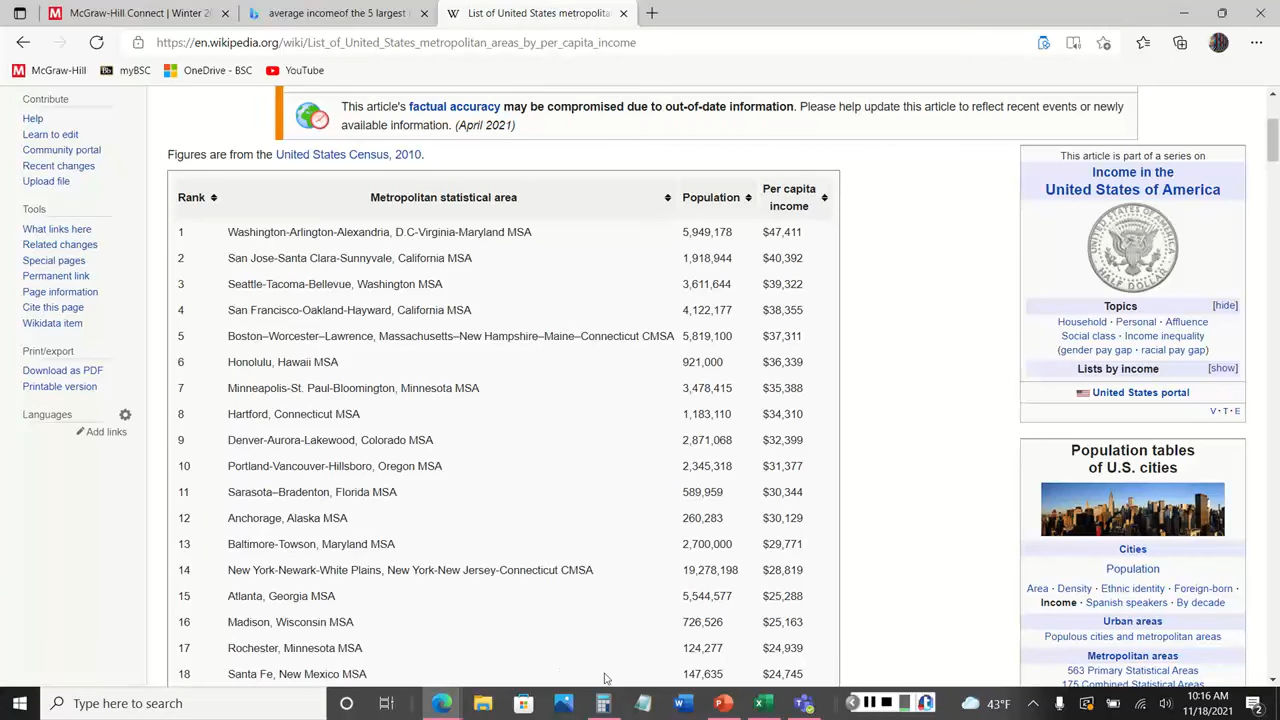 McGraw-Hill Connect | Winter 2
average incomeof the 5 largest
List of United States metropolita
https://en.wikipedia.org/wiki/List_of_United_States_metropolitan_areas_by_per_capita_income
McGraw-Hill
myBSC
OneDrive - BSC
YouTube
Contribute
Help
Learn to edit
Community portal
Recent changes
Upload file
Tools
What links here
Related changes
Special pages
Permanent link
Page information
Cite this page
Wikidata item
Print/export
Download as PDF
Printable version
Languages
Add links
This article's factual accuracy may be compromised due to out-of-date information. Please help update this article to reflect recent events or newly
available information. (April 2021)
Figures are from the United States Census, 2010.
Rank Metropolitan statistical area Population Per capita income
1 Washington-Arlington-Alexandria, D.C-Virginia-Maryland MSA 5,949,178 $47,411
2 San Jose-Santa Clara-Sunnyvale, California MSA 1,918,944 $40,392
3 Seattle-Tacoma-Bellevue, Washington MSA 3,611,644 $39,322
4 San Francisco-Oakland-Hayward, California MSA 4,122,177 $38,355
5 Boston–Worcester–Lawrence, Massachusetts–New Hampshire–Maine–Connecticut CMSA 5,819,100 $37,311
6 Honolulu, Hawaii MSA 921,000 $36,339
7 Minneapolis-St. Paul-Bloomington, Minnesota MSA 3,478,415 $35,388
8 Hartford, Connecticut MSA 1,183,110 $34,310
9 Denver-Aurora-Lakewood, Colorado MSA 2,871,068 $32,399
10 Portland-Vancouver-Hillsboro, Oregon MSA 2,345,318 $31,377
11 Sarasota–Bradenton, Florida MSA 589,959 $30,344
12 Anchorage, Alaska MSA 260,283 $30,129
13 Baltimore-Towson, Maryland MSA 2,700,000 $29,771
14 New York-Newark-White Plains, New York-New Jersey-Connecticut CMSA 19,278,198 $28,819
15 Atlanta, Georgia MSA 5,544,577 $25,288
16 Madison, Wisconsin MSA 726,526 $25,163
17 Rochester, Minnesota MSA 124,277 $24,939
18 Santa Fe, New Mexico MSA 147,635 $24,745
This article is part of a series on
Income in the
United States of America
Topics [hide]
Household · Personal · Affluence
Social class · Income inequality
(gender pay gap · racial pay gap)
Lists by income [show]
United States portal
V · T · E
Population tables
of U.S. cities
Cities
Population
Area · Density · Ethnic identity · Foreign-born ·
Income · Spanish speakers · By decade
Urban areas
Populous cities and metropolitan areas
Metropolitan areas
563 Primary Statistical Areas
175 Combined Statistical Areas
Type here to search
43°F
10:16 AM
11/18/2021
2